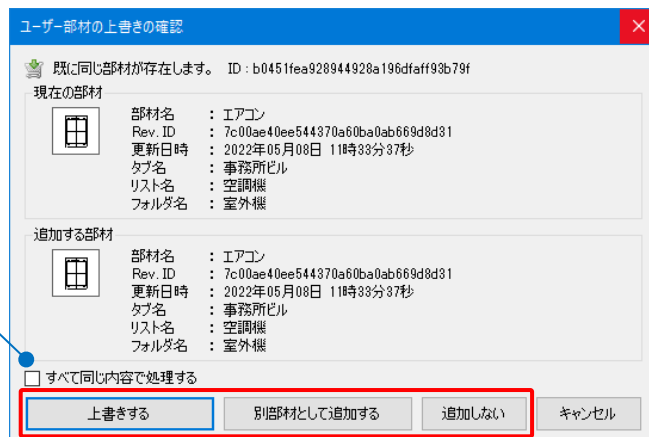 ユーザー部材の上書きの確認
既に同じ部材が存在します。 ID : b0451fea928944928a196dfaff93b79f
現在の部材
部材名 : エアコン
Rev. ID : 7c00ae40ee544370a60ba0ab669d8d31
更新日時 : 2022年05月08日 11時33分37秒
タブ名 : 事務所ビル
リスト名 : 空調機
フォルダ名 : 室外機
追加する部材
部材名 : エアコン
Rev. ID : 7c00ae40ee544370a60ba0ab669d8d31
更新日時 : 2022年05月08日 11時33分37秒
タブ名 : 事務所ビル
リスト名 : 空調機
フォルダ名 : 室外機
すべて同じ内容で処理する
上書きする 別部材として追加する 追加しない キャンセル